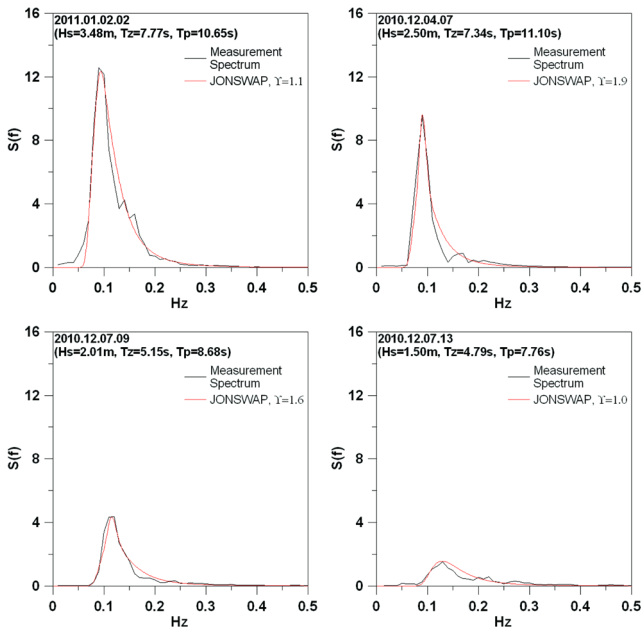 2011.01.02.02
(Hs=3.48m, Tz=7.77s, Tp=10.65s)
Measurement
Spectrum
JONSWAP, ϒ=1.1
16
12
8
4
0
S(f)
0
0.1
0.2
0.3
0.4
0.5
Hz
2010.12.04.07
(Hs=2.50m, Tz=7.34s, Tp=11.10s)
Measurement
Spectrum
JONSWAP, ϒ=1.9
16
12
8
4
0
S(f)
0
0.1
0.2
0.3
0.4
0.5
Hz
2010.12.07.09
(Hs=2.01m, Tz=5.15s, Tp=8.68s)
Measurement
Spectrum
JONSWAP, ϒ=1.6
16
12
8
4
0
S(f)
0
0.1
0.2
0.3
0.4
0.5
Hz
2010.12.07.13
(Hs=1.50m, Tz=4.79s, Tp=7.76s)
Measurement
Spectrum
JONSWAP, ϒ=1.0
16
12
8
4
0
S(f)
0
0.1
0.2
0.3
0.4
0.5
Hz